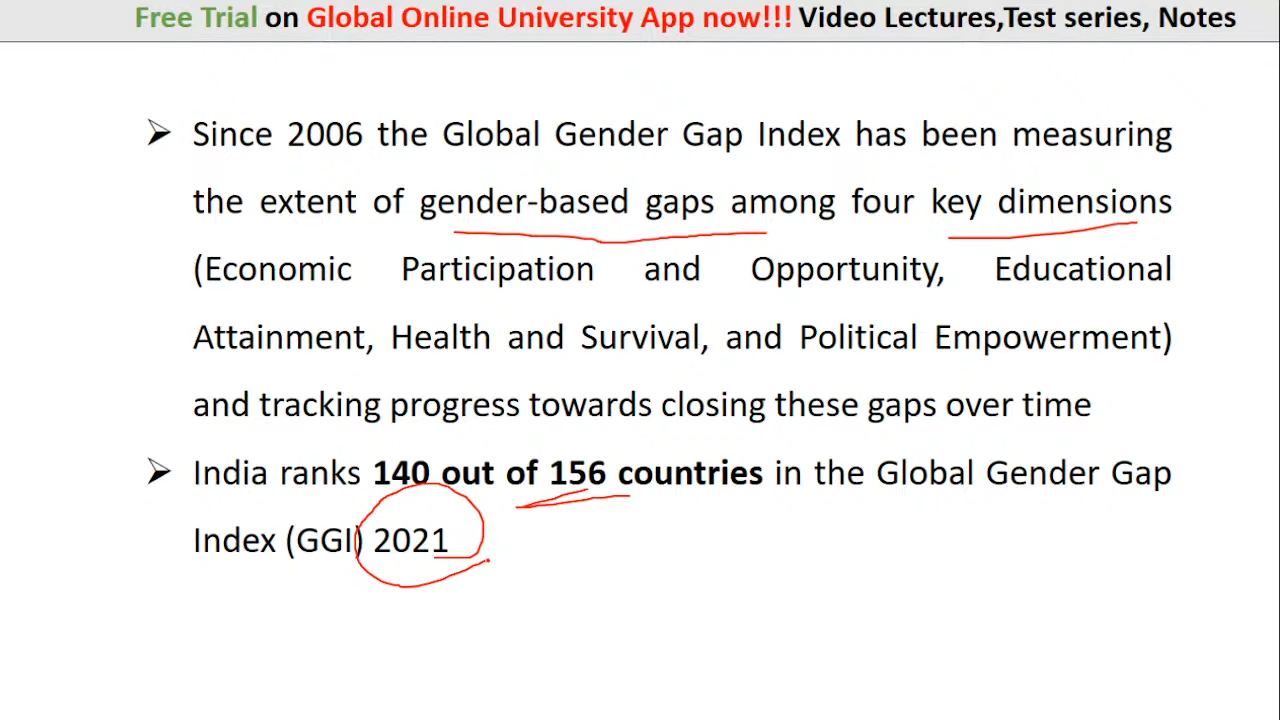 Free Trial on Global Online University App now!!! Video Lectures,Test series, Notes
➢ Since 2006 the Global Gender Gap Index has been measuring
the extent of gender-based gaps among four key dimensions
(Economic Participation and Opportunity, Educational
Attainment, Health and Survival, and Political Empowerment)
and tracking progress towards closing these gaps over time
➢ India ranks 140 out of 156 countries in the Global Gender Gap
Index (GGI) 2021